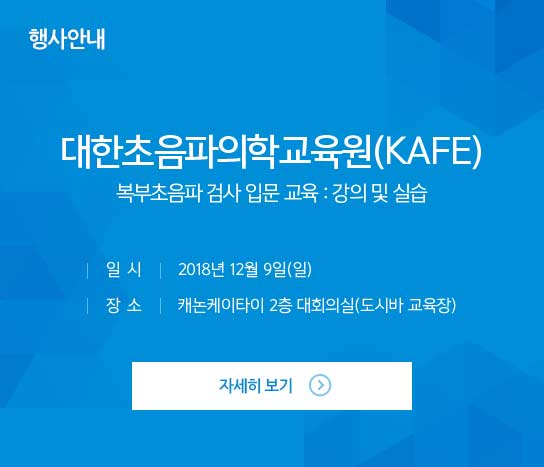 행사안내
대한초음파의학교육원(KAFE)
복부초음파 검사 입문 교육 : 강의 및 실습
일 시 | 2018년 12월 9일(일)
장 소 | 캐논케이타이 2층 대회의실(도시바 교육장)
자세히 보기